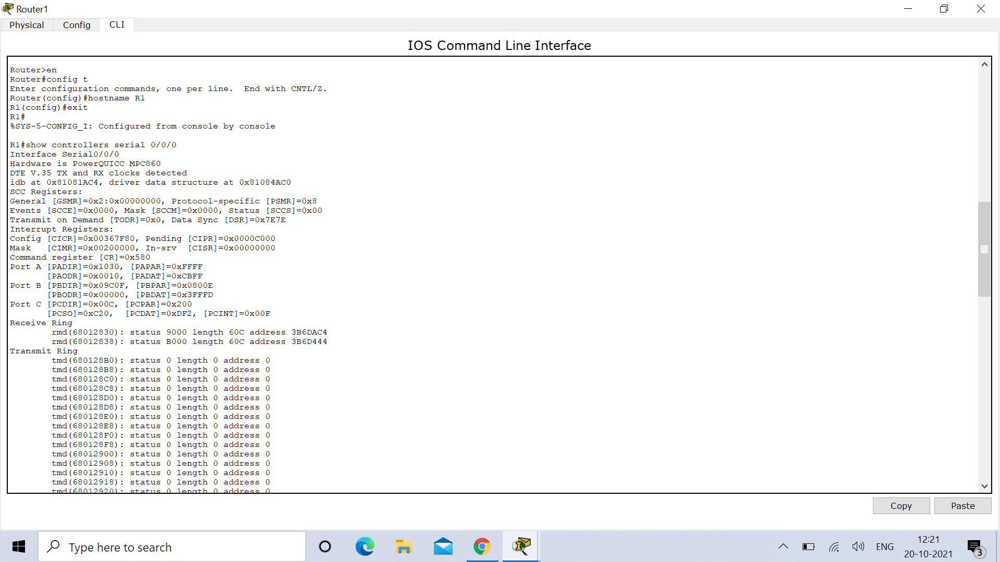 Router1
Physical Config CLI
IOS Command Line Interface
Router>en
Router#config t
Enter configuration commands, one per line.  End with CNTL/Z.
Router(config)#hostname R1
R1(config)#exit
R1#
%SYS-5-CONFIG_I: Configured from console by console
R1#show controllers serial 0/0/0
Interface Serial0/0/0
Hardware is PowerQUICC MPC860
DTE V.35 TX and RX clocks detected
idb at 0x81081AC4, driver data structure at 0x81084AC0
SCC Registers:
General [GSMR]=0x2:0x00000000, Protocol-specific [PSMR]=0x8
Events [SCCE]=0x0000, Mask [SCCM]=0x0000, Status [SCCS]=0x00
Transmit on Demand [TODR]=0x0, Data Sync [DSR]=0x7E7E
Interrupt Registers:
Config [CICR]=0x00367F80, Pending [CIPR]=0x0000C000
Mask   [CIMR]=0x00200000, In-srv  [CISR]=0x00000000
Command register [CR]=0x580
Port A [PADIR]=0x1030, [PAPAR]=0xFFFF
       [PAODR]=0x0010, [PADAT]=0xCBFF
Port B [PBDIR]=0x09C0F, [PBPAR]=0x0800E
       [PBODR]=0x00000, [PBDAT]=0x3FFFD
Port C [PCDIR]=0x00C, [PCPAR]=0x200
       [PCSO]=0xC20,  [PCDAT]=0xDF2, [PCINT]=0x00F
Receive Ring
        rmd(68012830): status 9000 length 60C address 3B6DAC4
        rmd(68012838): status B000 length 60C address 3B6D444
Transmit Ring
        tmd(680128B0): status 0 length 0 address 0
        tmd(680128B8): status 0 length 0 address 0
        tmd(680128C0): status 0 length 0 address 0
        tmd(680128C8): status 0 length 0 address 0
        tmd(680128D0): status 0 length 0 address 0
        tmd(680128D8): status 0 length 0 address 0
        tmd(680128E0): status 0 length 0 address 0
        tmd(680128E8): status 0 length 0 address 0
        tmd(680128F0): status 0 length 0 address 0
        tmd(680128F8): status 0 length 0 address 0
        tmd(68012900): status 0 length 0 address 0
        tmd(68012908): status 0 length 0 address 0
        tmd(68012910): status 0 length 0 address 0
        tmd(68012918): status 0 length 0 address 0
        tmd(68012920): status 0 length 0 address 0
Copy Paste
Type here to search
ENG
12:21
20-10-2021
3